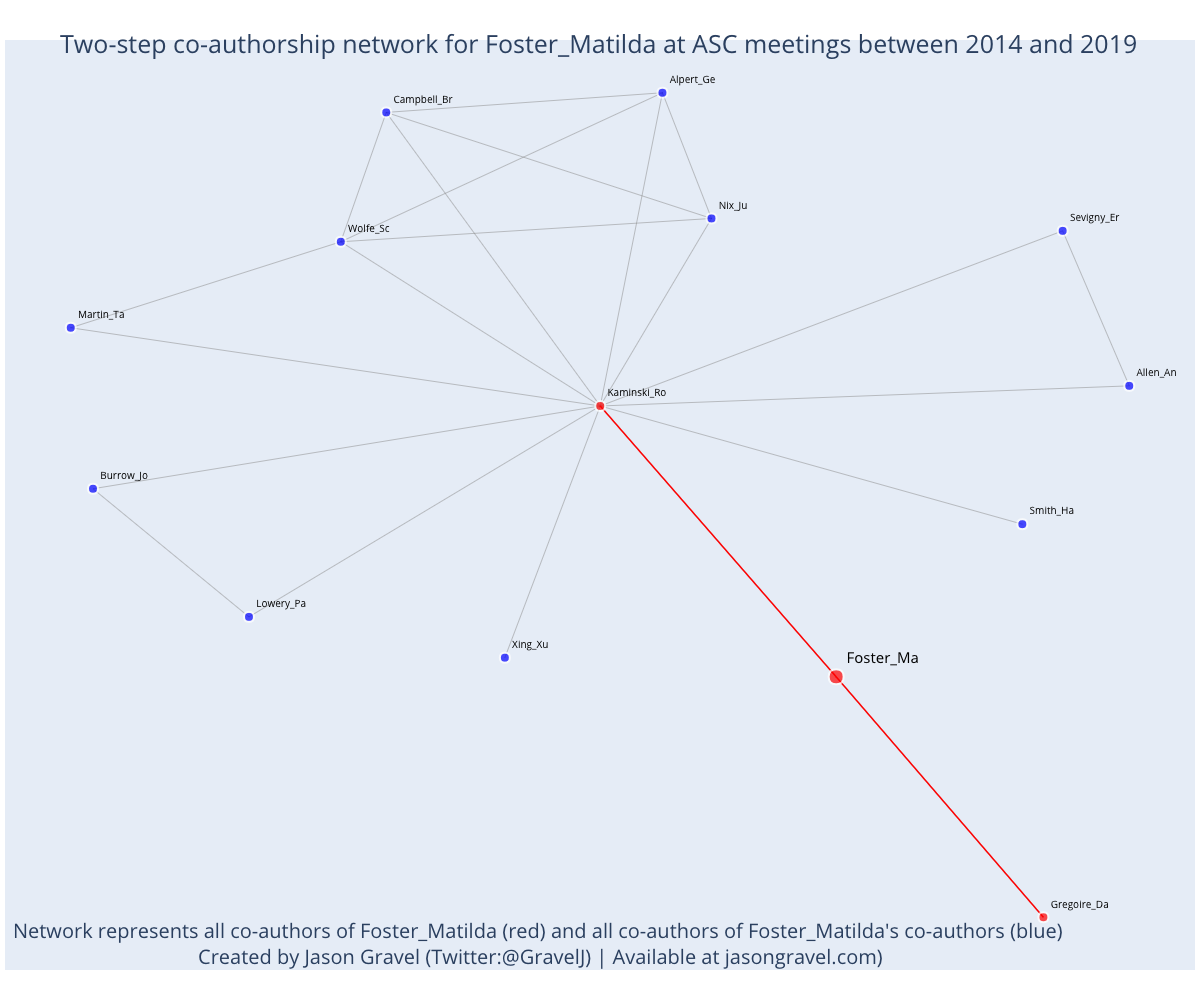 Two-step co-authorship network for Foster_Matilda at ASC meetings between 2014 and 2019
Alpert_Ge
Campbell_Br
Nix_Ju
Sevigny_Er
Wolfe_Sc
Martin_Ta
Allen_An
Kaminski_Ro
Burrow_Jo
Smith_Ha
Lowery_Pa
Xing_Xu
Foster_Ma
Gregoire_Da
Network represents all co-authors of Foster_Matilda (red) and all co-authors of Foster_Matilda's co-authors (blue)
Created by Jason Gravel (Twitter:@GravelJ) | Available at jasongravel.com)